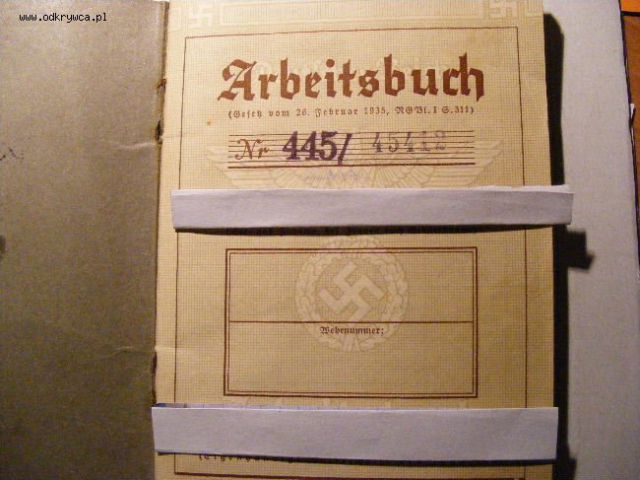 www.odkrywca.pl
Arbeitsbuch
(Gesetz vom 26. Februar 1935, RGBl. I S. 311)
Nr 445/ 45412
Wehrnummer: